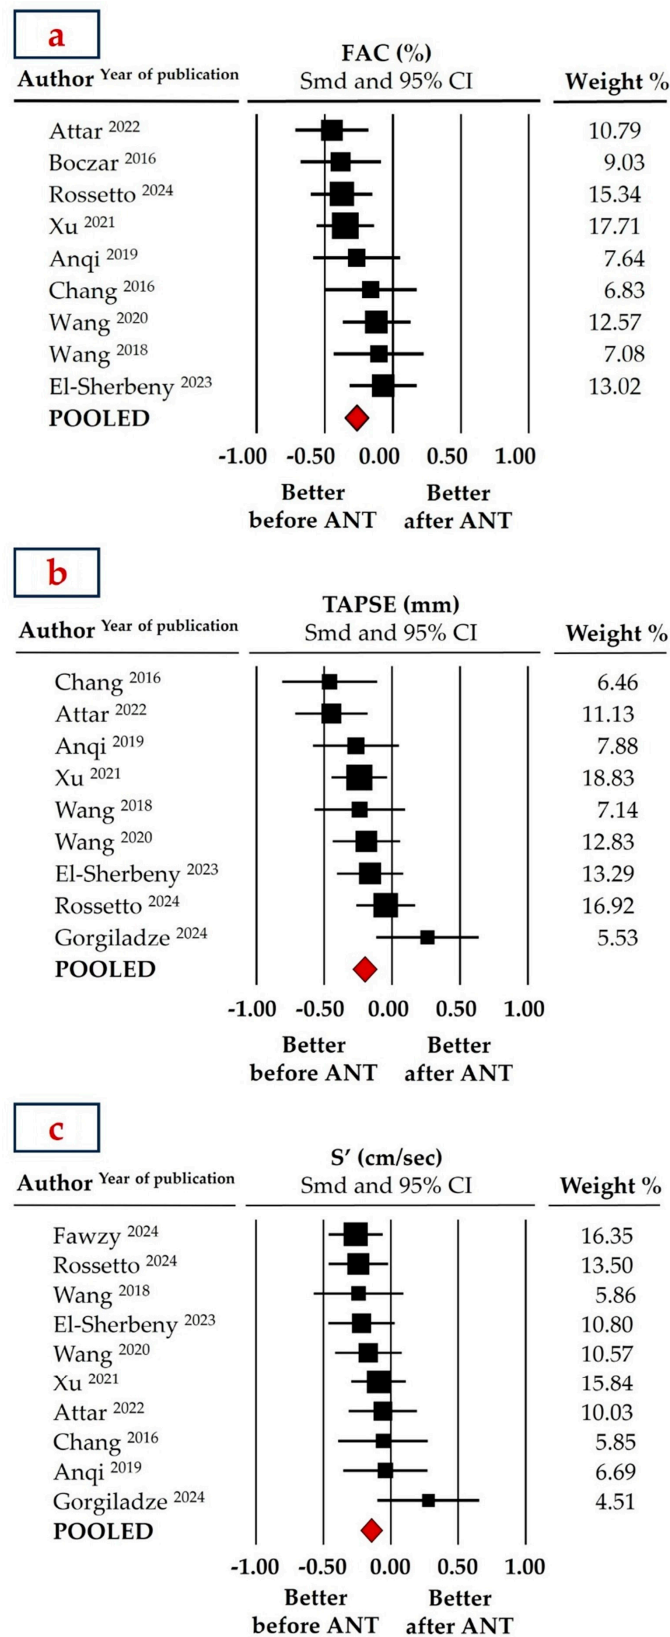 a
FAC (%)
Author Year of publication Smd and 95% CI Weight %
Attar 2022 10.79
Boczar 2016 9.03
Rossetto 2024 15.34
Xu 2021 17.71
Anqi 2019 7.64
Chang 2016 6.83
Wang 2020 12.57
Wang 2018 7.08
El-Sherbeny 2023 13.02
POOLED
-1.00 -0.50 0.00 0.50 1.00
Better Better
before ANT after ANT
b
TAPSE (mm)
Author Year of publication Smd and 95% CI Weight %
Chang 2016 6.46
Attar 2022 11.13
Anqi 2019 7.88
Xu 2021 18.83
Wang 2018 7.14
Wang 2020 12.83
El-Sherbeny 2023 13.29
Rossetto 2024 16.92
Gorgiladze 2024 5.53
POOLED
-1.00 -0.50 0.00 0.50 1.00
Better Better
before ANT after ANT
c
S′ (cm/sec)
Author Year of publication Smd and 95% CI Weight %
Fawzy 2024 16.35
Rossetto 2024 13.50
Wang 2018 5.86
El-Sherbeny 2023 10.80
Wang 2020 10.57
Xu 2021 15.84
Attar 2022 10.03
Chang 2016 5.85
Anqi 2019 6.69
Gorgiladze 2024 4.51
POOLED
-1.00 -0.50 0.00 0.50 1.00
Better Better
before ANT after ANT